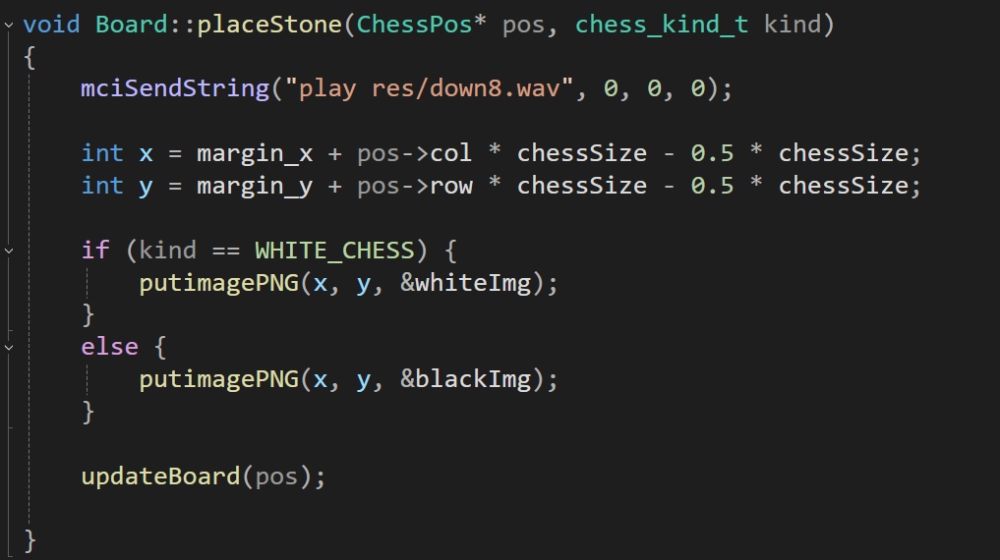 void Board::placeStone(ChessPos* pos, chess_kind_t kind)
{
    mciSendString("play res/down8.wav", 0, 0, 0);

    int x = margin_x + pos->col * chessSize - 0.5 * chessSize;
    int y = margin_y + pos->row * chessSize - 0.5 * chessSize;

    if (kind == WHITE_CHESS) {
        putimagePNG(x, y, &whiteImg);
    }
    else {
        putimagePNG(x, y, &blackImg);
    }

    updateBoard(pos);

}